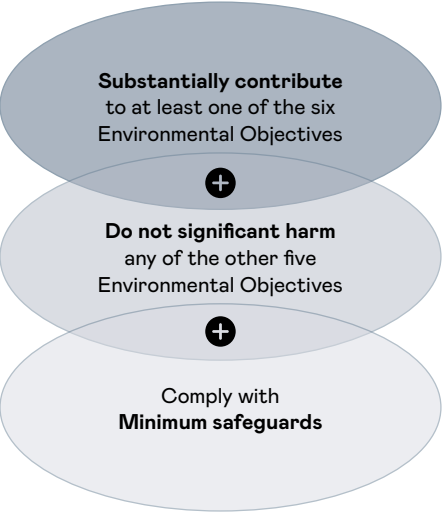 Substantially contribute
to at least one of the six
Environmental Objectives
+
Do not significant harm
any of the other five
Environmental Objectives
+
Comply with
Minimum safeguards